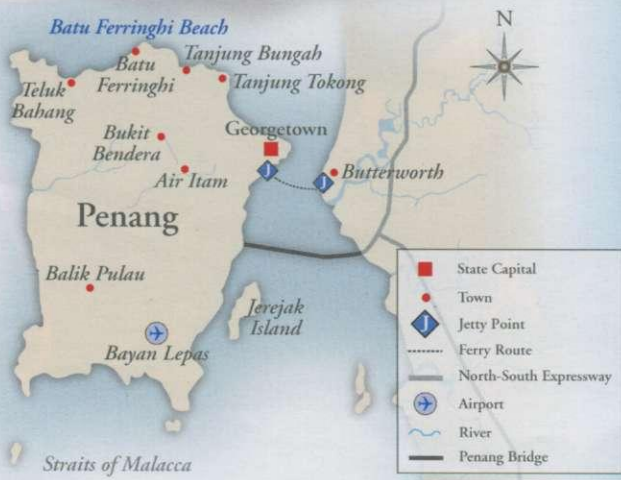 N
Batu Ferringhi Beach
Batu
Ferringhi
Tanjung Bungah
Tanjung Tokong
Teluk
Bahang
Georgetown
Bukit
Bendera
Air Itam
J
J
Butterworth
Penang
Balik Pulau
Jerejak
Island
Bayan Lepas
Straits of Malacca
State Capital
Town
J
Jetty Point
Ferry Route
North-South Expressway
Airport
River
Penang Bridge